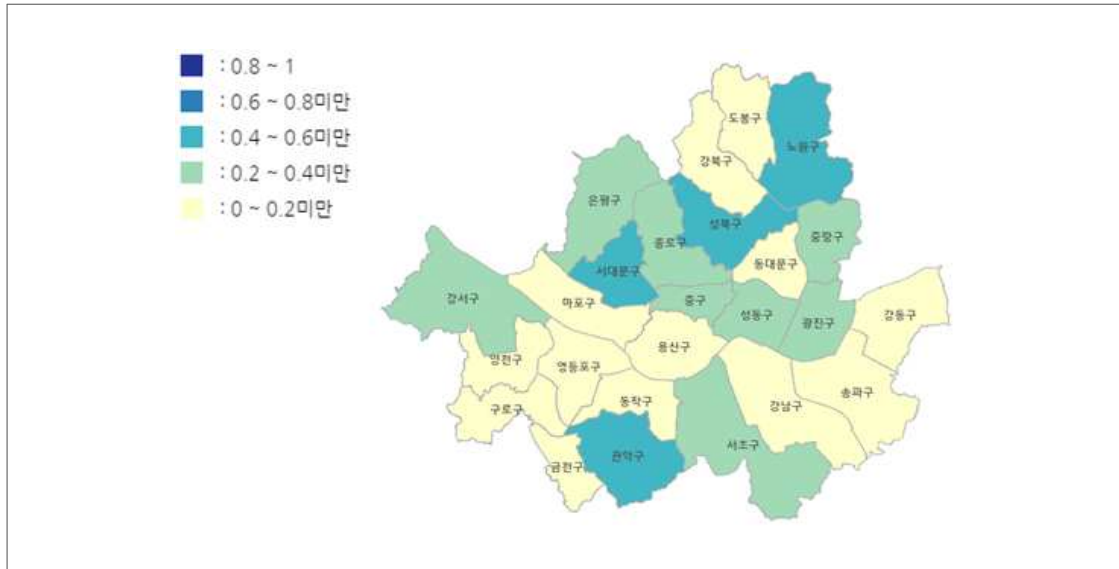 : 0.8 ~ 1
: 0.6 ~ 0.8미만
: 0.4 ~ 0.6미만
: 0.2 ~ 0.4미만
: 0 ~ 0.2미만
도봉구
노원구
강북구
은평구
성북구
중랑구
종로구
동대문구
서대문구
강서구
마포구
중구
성동구
광진구
강동구
용산구
양천구
영등포구
송파구
동작구
강남구
구로구
서초구
관악구
금천구